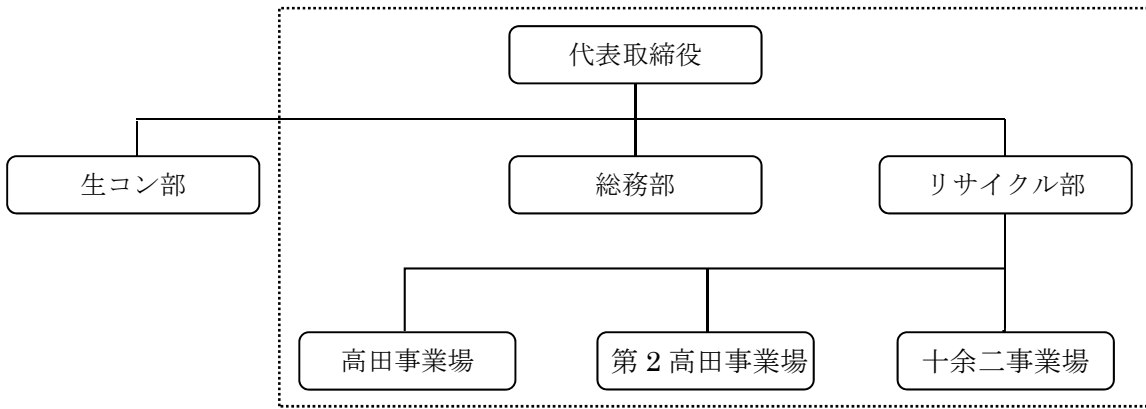 代表取締役
生コン部
総務部
リサイクル部
高田事業場
第2高田事業場
十余二事業場